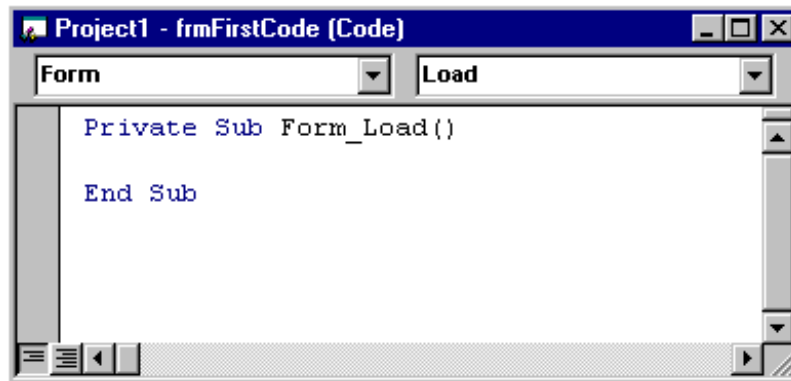 Project1 - frmFirstCode (Code)
Form Load
Private Sub Form_Load()
End Sub